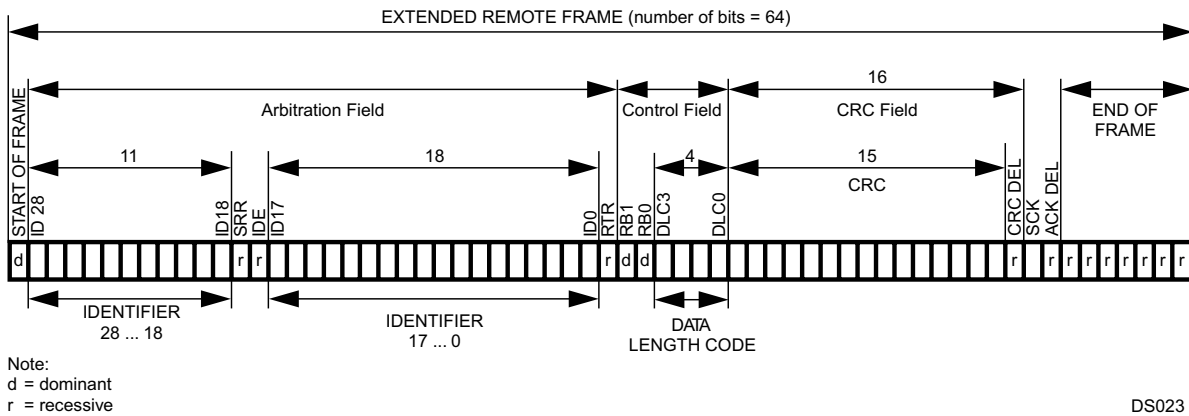 EXTENDED REMOTE FRAME (number of bits = 64)
16
Arbitration Field
Control Field
CRC Field
END OF
FRAME
11
18
4
15
CRC
START OF FRAME
ID 28
ID18
SRR
IDE
ID17
ID0
RTR
RB1
RB0
DLC3
DLC0
CRC DEL
SCK
ACK DEL
d r r r d d r r r r r r r r r
IDENTIFIER
28 ... 18
IDENTIFIER
17 ... 0
DATA
LENGTH CODE
Note:
d = dominant
r = recessive
DS023